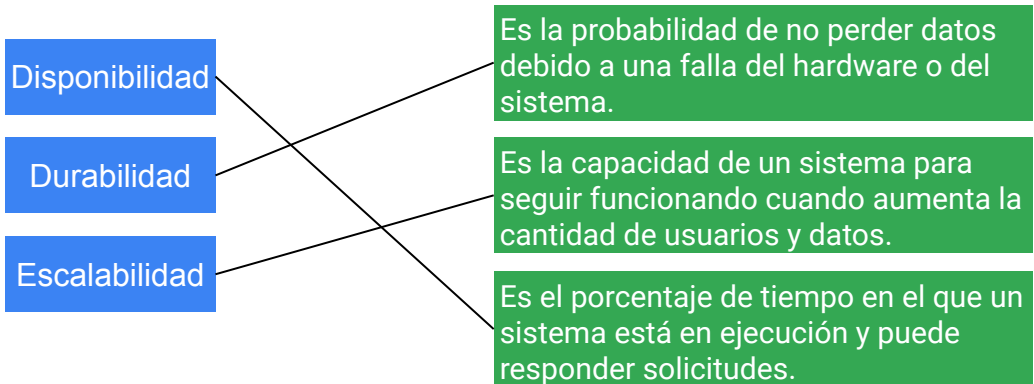 Disponibilidad
Durabilidad
Escalabilidad
Es la probabilidad de no perder datos
debido a una falla del hardware o del
sistema.
Es la capacidad de un sistema para
seguir funcionando cuando aumenta la
cantidad de usuarios y datos.
Es el porcentaje de tiempo en el que un
sistema está en ejecución y puede
responder solicitudes.